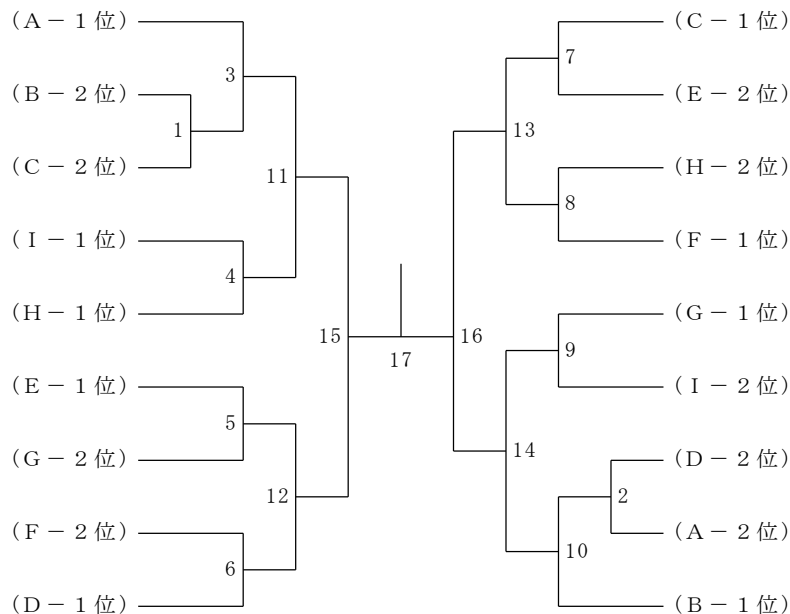 (A－1位)
(B－2位)
(C－2位)
(I－1位)
(H－1位)
(E－1位)
(G－2位)
(F－2位)
(D－1位)
3
1
11
4
15
5
12
6
17
(C－1位)
(E－2位)
(H－2位)
(F－1位)
(G－1位)
(I－2位)
(D－2位)
(A－2位)
(B－1位)
7
13
8
16
9
14
2
10